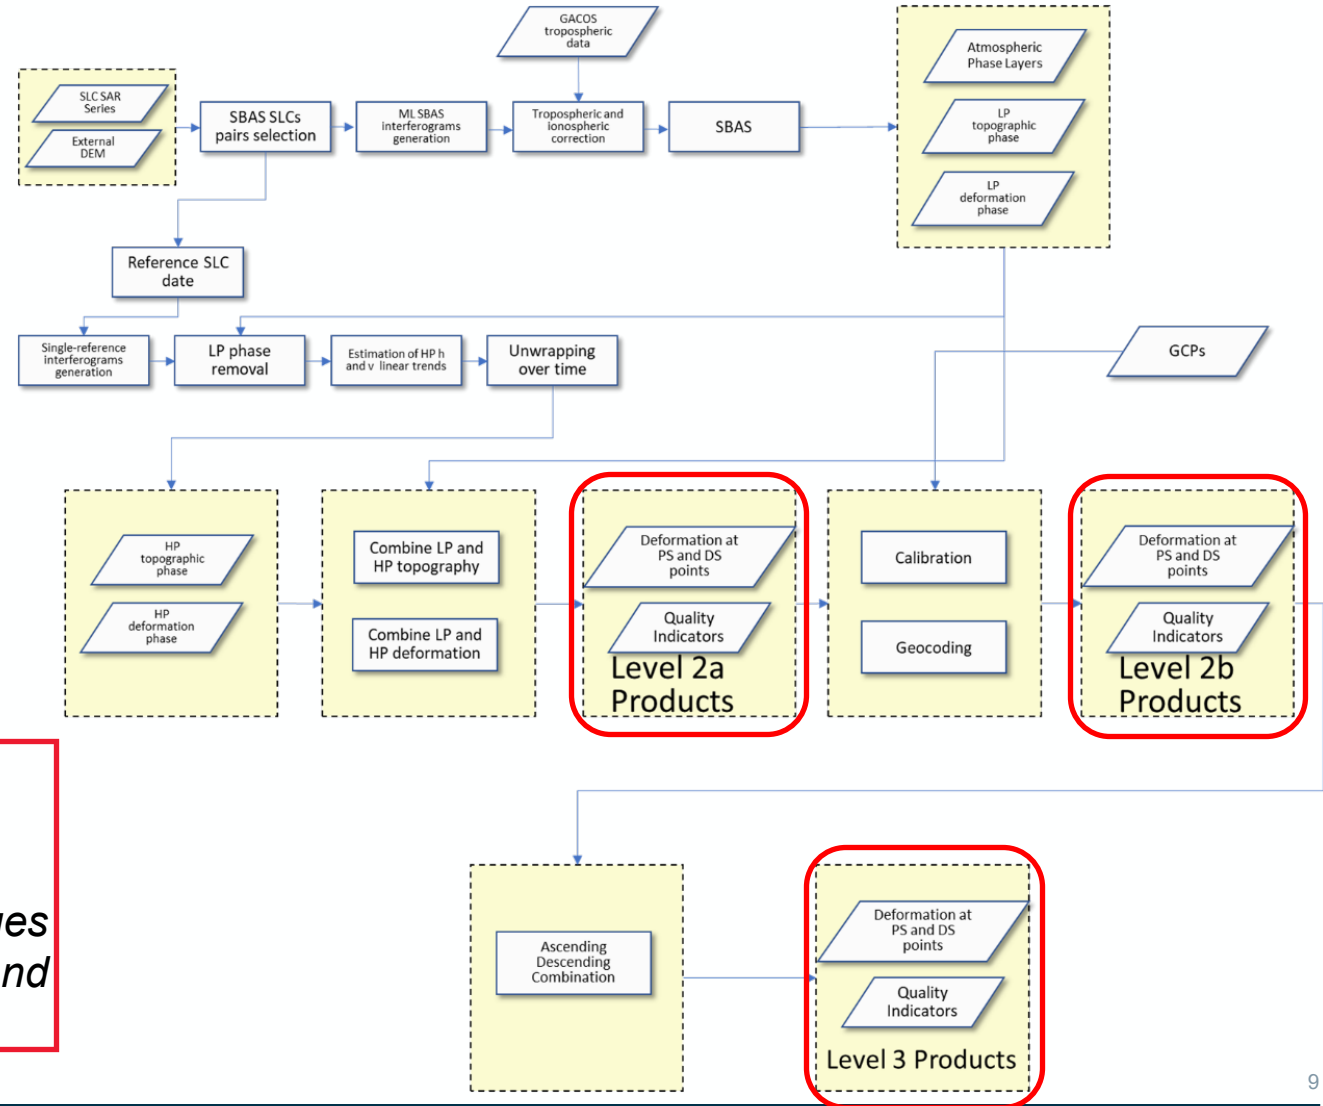 GACOS
tropospheric
data
Atmospheric
Phase Layers
SLC SAR
Series
External
DEM
SBAS SLCs
pairs selection
ML SBAS
interferograms
generation
Tropospheric and
ionospheric
correction
SBAS
LP
topographic
phase
LP
deformation
phase
Reference SLC
date
Single-reference
interferograms
generation
LP phase
removal
Estimation of HP h
and v linear trends
Unwrapping
over time
GCPs
HP
topographic
phase
HP
deformation
phase
Combine LP and
HP topography
Combine LP and
HP deformation
Deformation at
PS and DS
points
Quality
Indicators
Level 2a
Products
Calibration
Geocoding
Deformation at
PS and DS
points
Quality
Indicators
Level 2b
Products
Ascending
Descending
Combination
Deformation at
PS and DS
points
Quality
Indicators
Level 3 Products
9